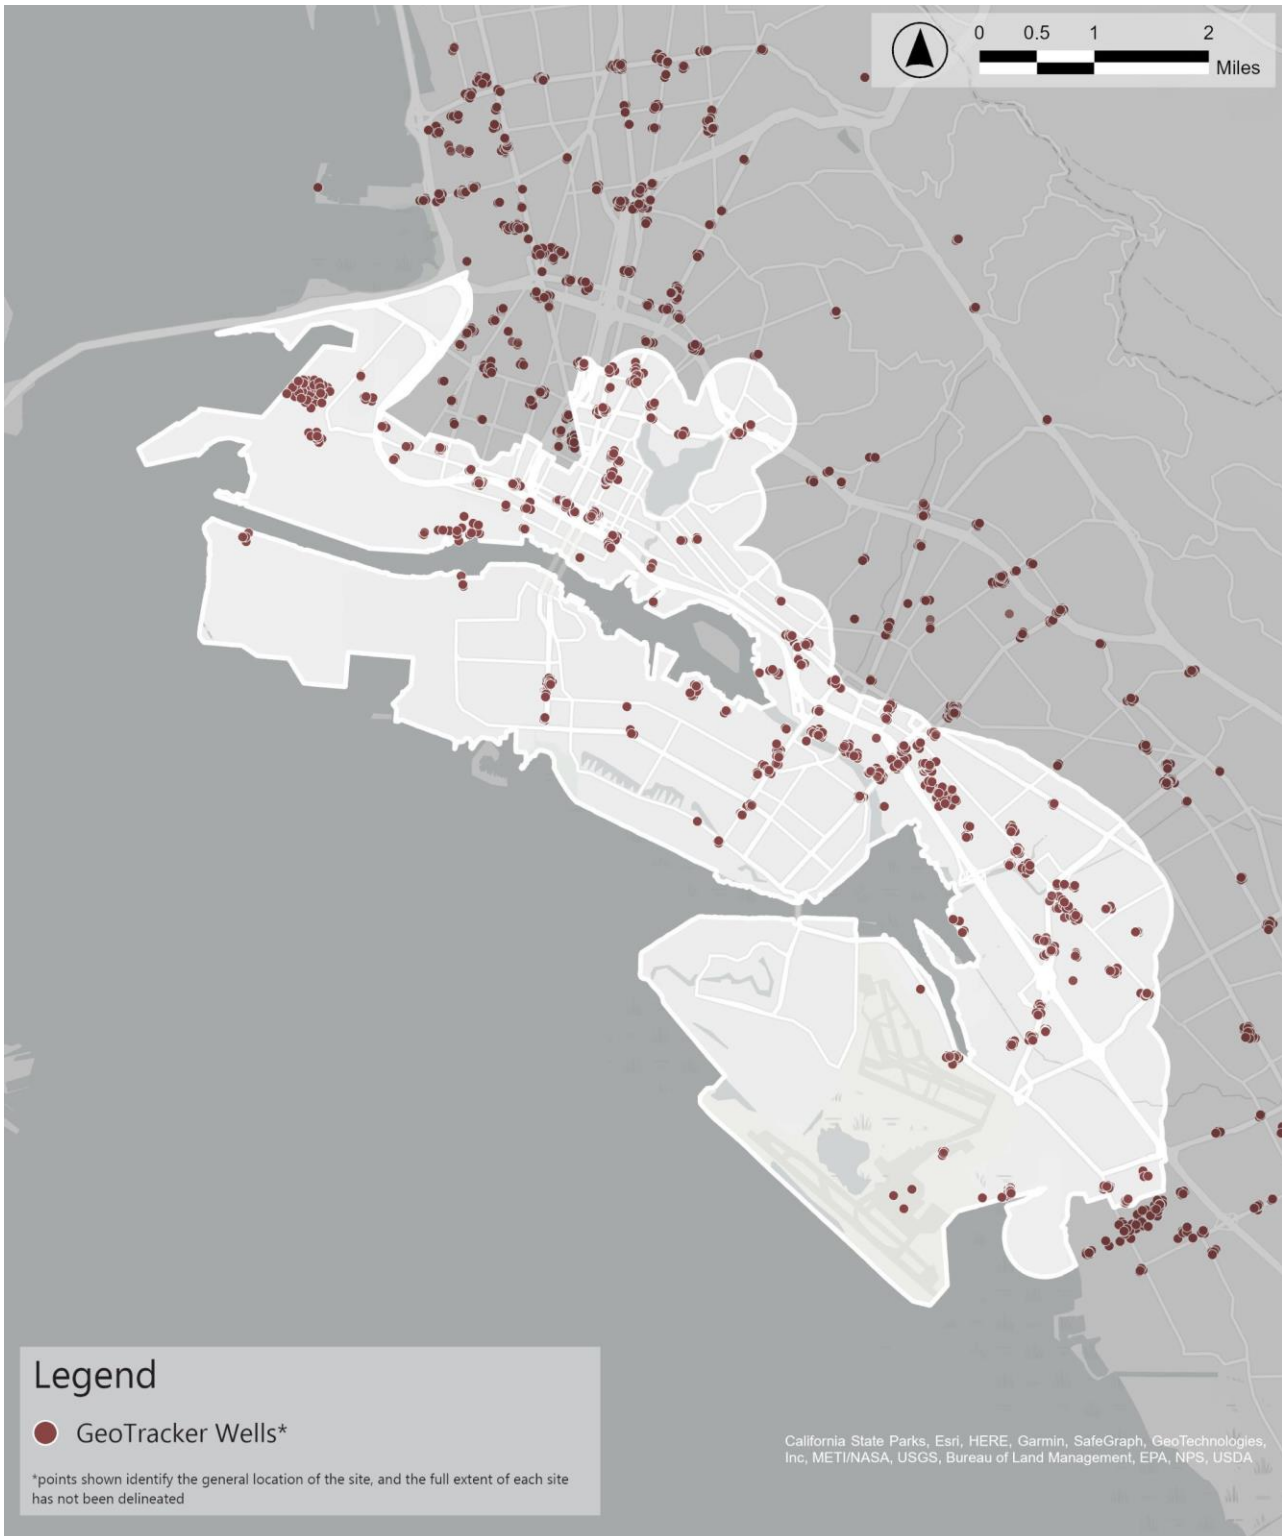 0 0.5 1 2
Miles
Legend
GeoTracker Wells*
*points shown identify the general location of the site, and the full extent of each site
has not been delineated
California State Parks, Esri, HERE, Garmin, SafeGraph, GeoTechnologies,
Inc, METI/NASA, USGS, Bureau of Land Management, EPA, NPS, USDA